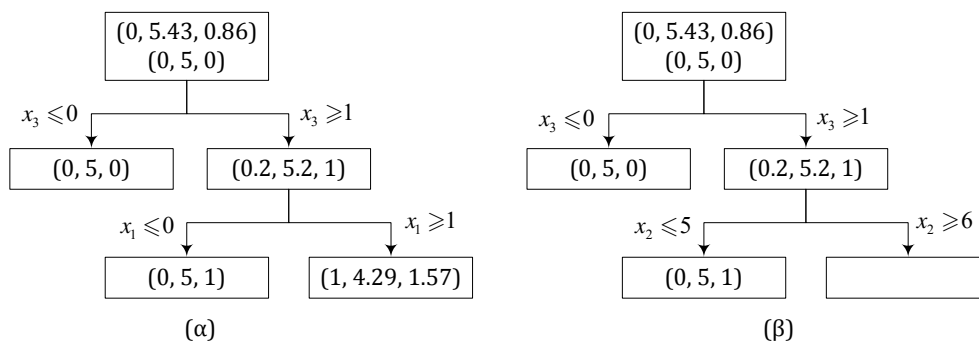 (0, 5.43, 0.86)
(0, 5, 0)
x₃ ⩽0
x₃ ⩾1
(0, 5, 0)
(0.2, 5.2, 1)
x₁ ⩽0
x₁ ⩾1
(0, 5, 1)
(1, 4.29, 1.57)
(α)
(0, 5.43, 0.86)
(0, 5, 0)
x₃ ⩽0
x₃ ⩾1
(0, 5, 0)
(0.2, 5.2, 1)
x₂ ⩽5
x₂ ⩾6
(0, 5, 1)
(β)